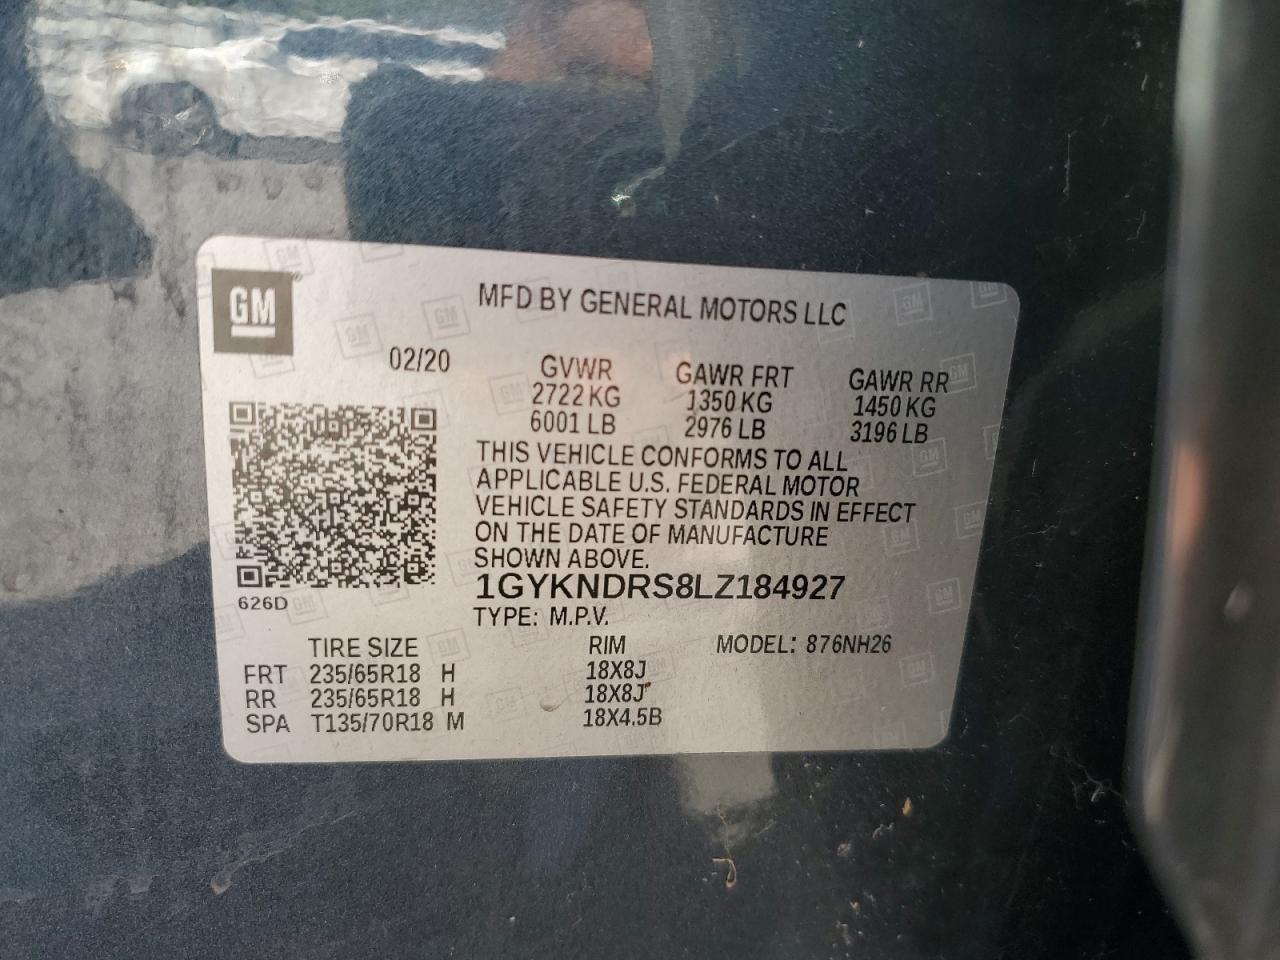 GM
MFD BY GENERAL MOTORS LLC
02/20 GVWR GAWR FRT GAWR RR
2722 KG 1350 KG 1450 KG
6001 LB 2976 LB 3196 LB
THIS VEHICLE CONFORMS TO ALL
APPLICABLE U.S. FEDERAL MOTOR
VEHICLE SAFETY STANDARDS IN EFFECT
ON THE DATE OF MANUFACTURE
SHOWN ABOVE.
1GYKNDRS8LZ184927
626D
TYPE: M.P.V.
TIRE SIZE RIM MODEL: 876NH26
FRT 235/65R18 H 18X8J
RR 235/65R18 H 18X8J
SPA T135/70R18 M 18X4.5B